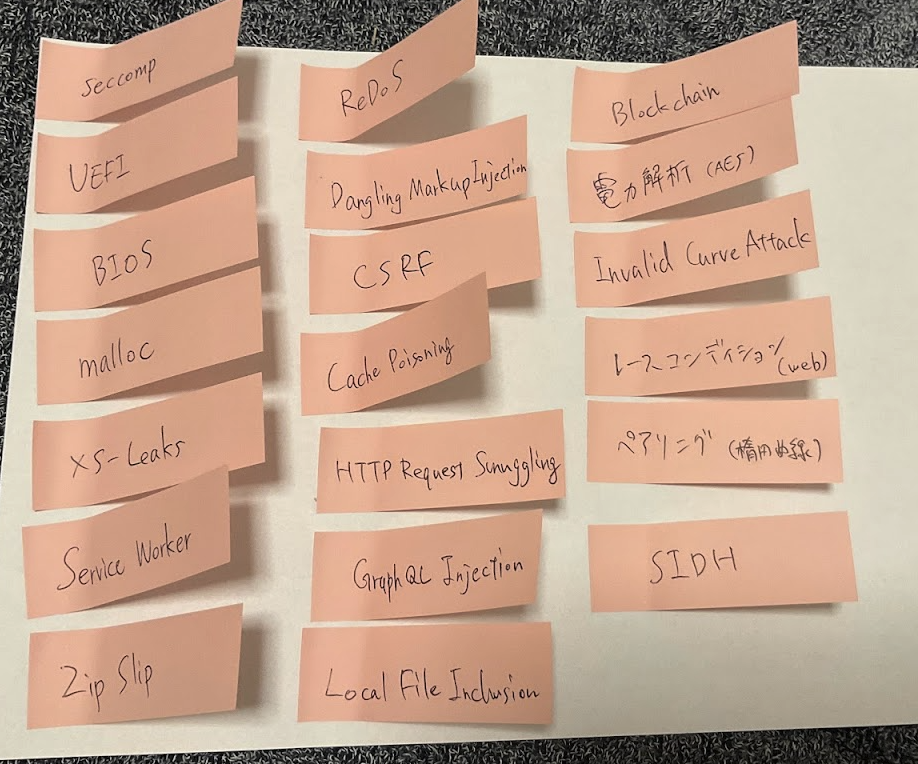 seccomp
UEFI
BIOS
malloc
XS-Leaks
Service Worker
Zip Slip
ReDoS
Dangling Markup Injection
CSRF
Cache Poisoning
HTTP Request Smuggling
GraphQL Injection
Local File Inclusion
Blockchain
電力解析 (AES)
Invalid Curve Attack
レースコンディション
(web)
ペアリング (楕円曲線)
SIDH